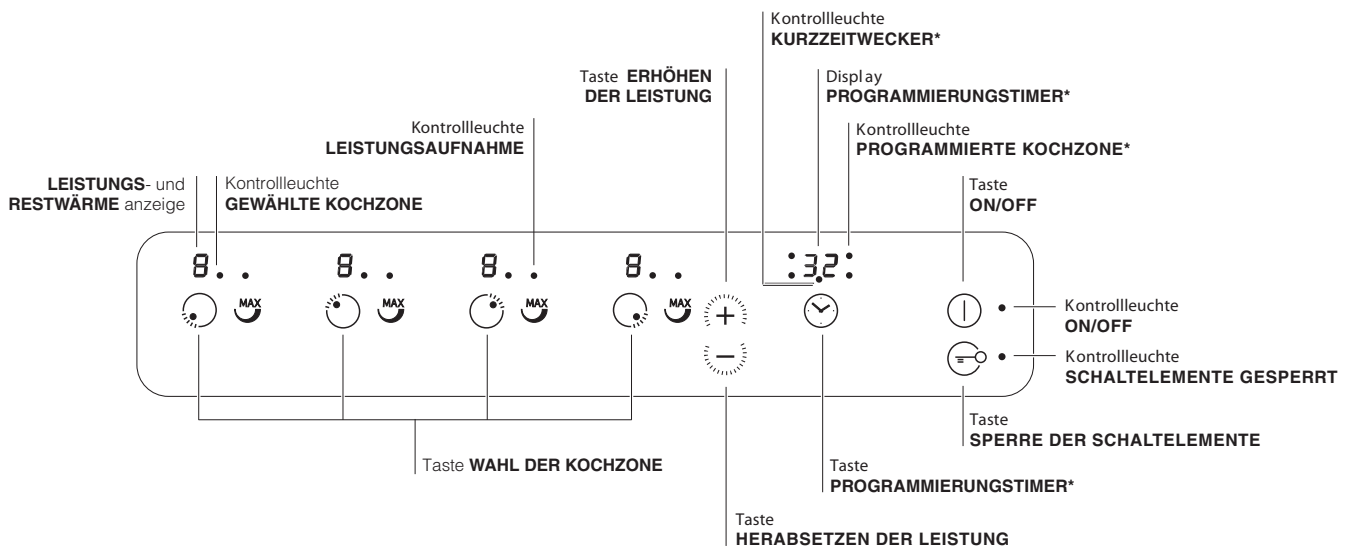 Kontrollleuchte
KURZZEITWECKER*
Taste ERHÖHEN
DER LEISTUNG
Display
PROGRAMMIERUNGSTIMER*
Kontrollleuchte
LEISTUNGSAUFNAHME
Kontrollleuchte
PROGRAMMIERTE KOCHZONE*
LEISTUNGS- und
RESTWÄRME anzeige
Kontrollleuchte
GEWÄHLTE KOCHZONE
Taste
ON/OFF
8. . 8. . 8. . 8. . :32:
MAX MAX MAX MAX +
−
Kontrollleuchte
ON/OFF
Kontrollleuchte
SCHALTELEMENTE GESPERRT
Taste
SPERRE DER SCHALTELEMENTE
Taste WAHL DER KOCHZONE
Taste
PROGRAMMIERUNGSTIMER*
Taste
HERABSETZEN DER LEISTUNG